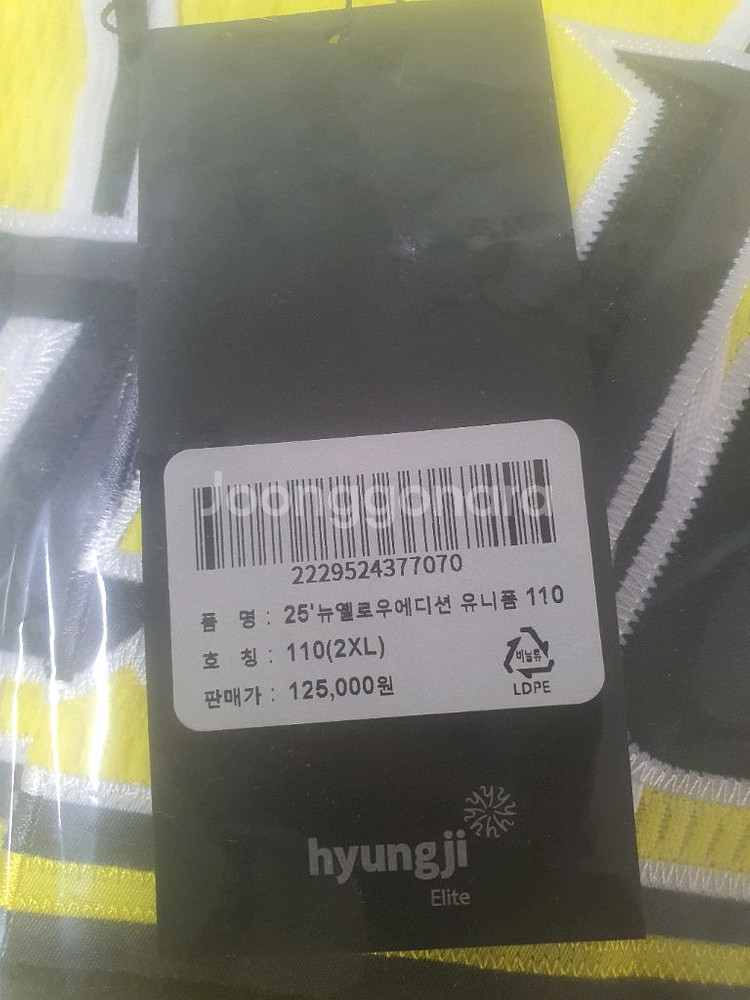 Joonggonara
2229524377070
품 명 : 25'뉴옐로우에디션 유니폼 110
호 칭 : 110(2XL)
판매가 : 125,000원
비닐류
LDPE
hyungji
Elite